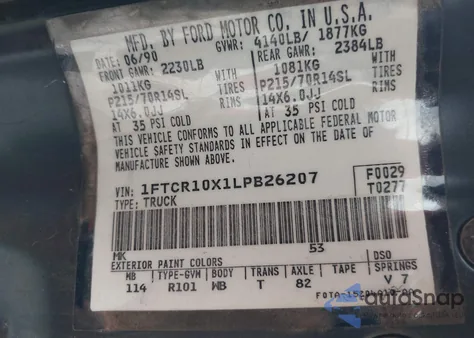 MFD. BY FORD MOTOR CO. IN U.S.A.
DATE: 06/90 GVWR: 4140LB/ 1877KG
FRONT GAWR: 2230LB REAR GAWR: 2384LB
1011KG WITH 1081KG WITH
P215/70R14SL TIRES P215/70R14SL TIRES
14X6.0JJ RIMS 14X6.0JJ RIMS
AT 35 PSI COLD AT 35 PSI COLD
THIS VEHICLE CONFORMS TO ALL APPLICABLE FEDERAL MOTOR
VEHICLE SAFETY STANDARDS IN EFFECT ON THE DATE OF
MANUFACTURE
VIN: 1FTCR10X1LPB26207 F0029
TYPE: TRUCK T0277
MK 53
EXTERIOR PAINT COLORS DSO
WB TYPE-GVM BODY TRANS AXLE TAPE SPRINGS
114 R101 WB T 82 V 7
autosnap